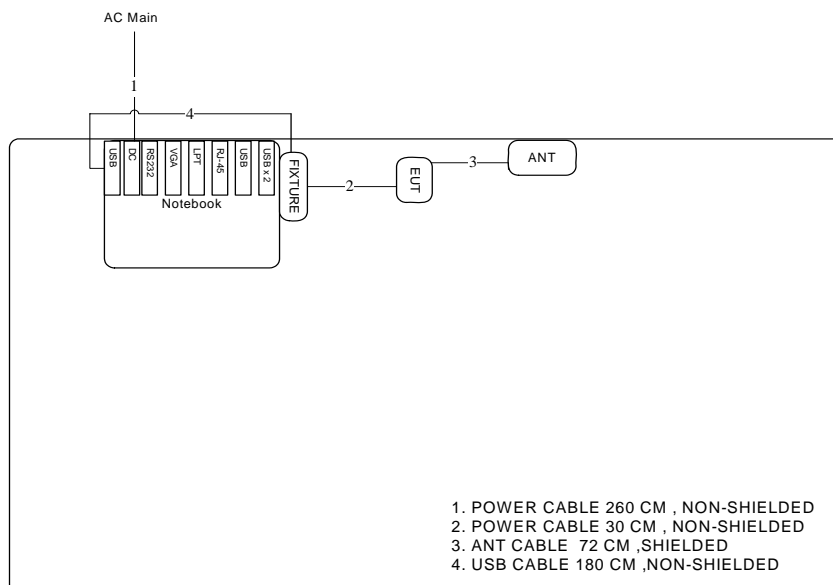 AC Main
1
4
USB
DC
RS232
VGA
LPT
RJ-45
USB
USB x 2
Notebook
FIXTURE
2
EUT
3
ANT
1. POWER CABLE 260 CM , NON-SHIELDED
2. POWER CABLE 30 CM , NON-SHIELDED
3. ANT CABLE  72 CM ,SHIELDED
4. USB CABLE 180 CM ,NON-SHIELDED